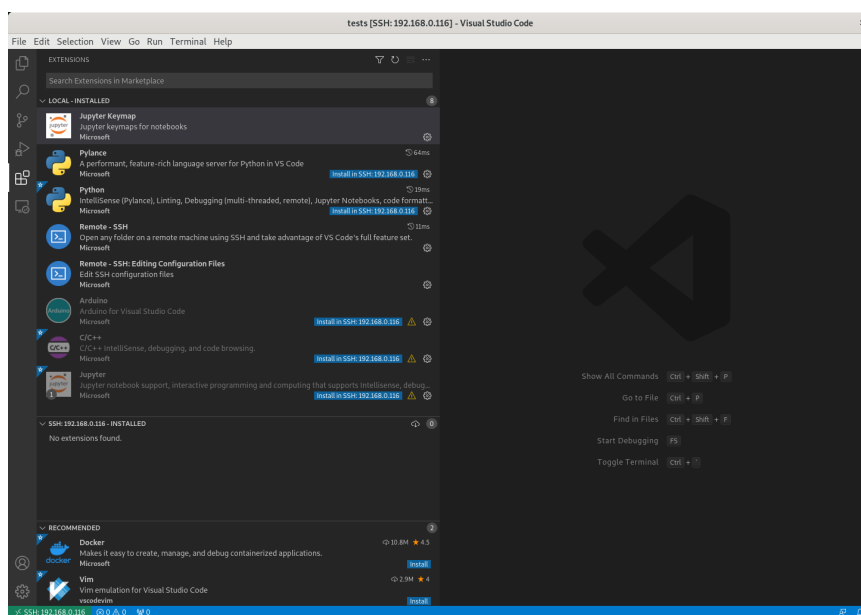 tests [SSH: 192.168.0.116] - Visual Studio Code
File Edit Selection View Go Run Terminal Help
EXTENSIONS
Search Extensions in Marketplace
LOCAL - INSTALLED 8
Jupyter Keymap
Jupyter keymaps for notebooks
Microsoft
Pylance 64ms
A performant, feature-rich language server for Python in VS Code
Microsoft Install in SSH: 192.168.0.116
Python 19ms
IntelliSense (Pylance), Linting, Debugging (multi-threaded, remote), Jupyter Notebooks, code formatt...
Microsoft Install in SSH: 192.168.0.116
Remote - SSH 11ms
Open any folder on a remote machine using SSH and take advantage of VS Code's full feature set.
Microsoft
Remote - SSH: Editing Configuration Files
Edit SSH configuration files
Microsoft
Arduino
Arduino for Visual Studio Code
Microsoft Install in SSH: 192.168.0.116
C/C++
C/C++ IntelliSense, debugging, and code browsing.
Microsoft Install in SSH: 192.168.0.116
Jupyter
Jupyter notebook support, interactive programming and computing that supports Intellisense, debug...
1 Microsoft Install in SSH: 192.168.0.116
SSH: 192.168.0.116 - INSTALLED 0
No extensions found.
RECOMMENDED 2
Docker 10.8M 4.5
Makes it easy to create, manage, and debug containerized applications.
Microsoft Install
Vim 2.9M 4
Vim emulation for Visual Studio Code
vscodevim Install
Show All Commands Ctrl + Shift + P
Go to File Ctrl + P
Find in Files Ctrl + Shift + F
Start Debugging F5
Toggle Terminal Ctrl + `
SSH: 192.168.0.116 0 0 0